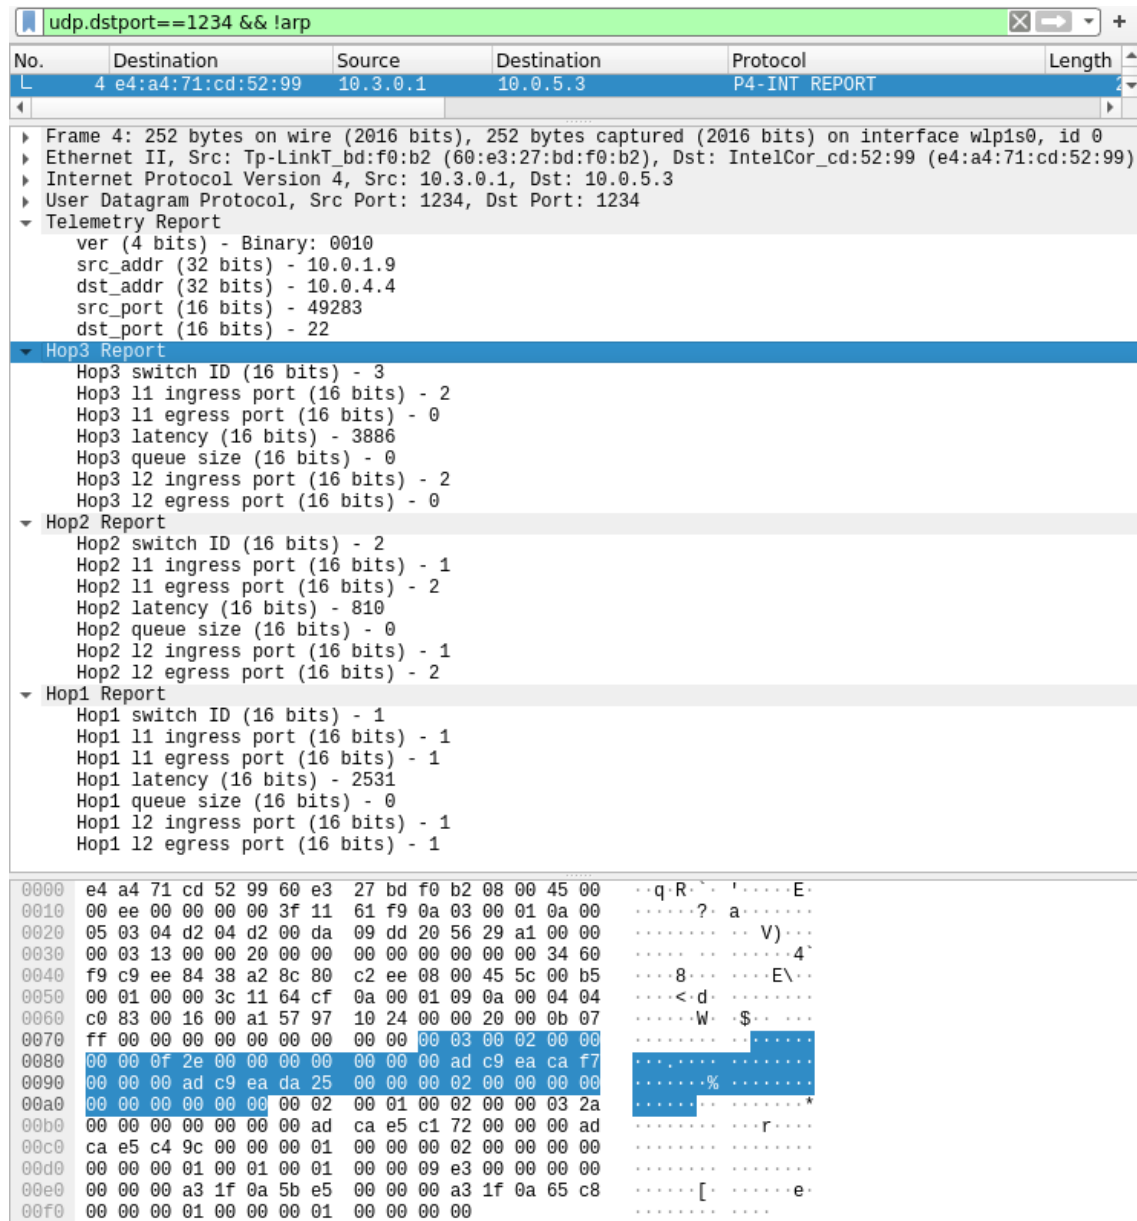 udp.dstport==1234 && !arp
No. Destination Source Destination Protocol Length
4 e4:a4:71:cd:52:99 10.3.0.1 10.0.5.3 P4-INT REPORT
Frame 4: 252 bytes on wire (2016 bits), 252 bytes captured (2016 bits) on interface wlp1s0, id 0
Ethernet II, Src: Tp-LinkT_bd:f0:b2 (60:e3:27:bd:f0:b2), Dst: IntelCor_cd:52:99 (e4:a4:71:cd:52:99)
Internet Protocol Version 4, Src: 10.3.0.1, Dst: 10.0.5.3
User Datagram Protocol, Src Port: 1234, Dst Port: 1234
Telemetry Report
ver (4 bits) - Binary: 0010
src_addr (32 bits) - 10.0.1.9
dst_addr (32 bits) - 10.0.4.4
src_port (16 bits) - 49283
dst_port (16 bits) - 22
Hop3 Report
Hop3 switch ID (16 bits) - 3
Hop3 l1 ingress port (16 bits) - 2
Hop3 l1 egress port (16 bits) - 0
Hop3 latency (16 bits) - 3886
Hop3 queue size (16 bits) - 0
Hop3 l2 ingress port (16 bits) - 2
Hop3 l2 egress port (16 bits) - 0
Hop2 Report
Hop2 switch ID (16 bits) - 2
Hop2 l1 ingress port (16 bits) - 1
Hop2 l1 egress port (16 bits) - 2
Hop2 latency (16 bits) - 810
Hop2 queue size (16 bits) - 0
Hop2 l2 ingress port (16 bits) - 1
Hop2 l2 egress port (16 bits) - 2
Hop1 Report
Hop1 switch ID (16 bits) - 1
Hop1 l1 ingress port (16 bits) - 1
Hop1 l1 egress port (16 bits) - 1
Hop1 latency (16 bits) - 2531
Hop1 queue size (16 bits) - 0
Hop1 l2 ingress port (16 bits) - 1
Hop1 l2 egress port (16 bits) - 1
0000 e4 a4 71 cd 52 99 60 e3 27 bd f0 b2 08 00 45 00 ··q·R·`· '·····E·
0010 00 ee 00 00 00 00 3f 11 61 f9 0a 03 00 01 0a 00 ······?· a·······
0020 05 03 04 d2 04 d2 00 da 09 dd 20 56 29 a1 00 00 ········ ·· V)···
0030 00 03 13 00 00 20 00 00 00 00 00 00 00 00 34 60 ····· ·· ······4`
0040 f9 c9 ee 84 38 a2 8c 80 c2 ee 08 00 45 5c 00 b5 ····8··· ····E\··
0050 00 01 00 00 3c 11 64 cf 0a 00 01 09 0a 00 04 04 ····<·d· ········
0060 c0 83 00 16 00 a1 57 97 10 24 00 00 20 00 0b 07 ······W· ·$·· ···
0070 ff 00 00 00 00 00 00 00 00 00 00 03 00 02 00 00 ········ ········
0080 00 00 0f 2e 00 00 00 00 00 00 00 ad c9 ea ca f7 ···.···· ········
0090 00 00 00 ad c9 ea da 25 00 00 00 02 00 00 00 00 ·······% ········
00a0 00 00 00 00 00 00 00 02 00 01 00 02 00 00 03 2a ········ ·······*
00b0 00 00 00 00 00 00 00 ad ca e5 c1 72 00 00 00 ad ········ ···r····
00c0 ca e5 c4 9c 00 00 00 01 00 00 00 02 00 00 00 00 ········ ········
00d0 00 00 00 01 00 01 00 01 00 00 09 e3 00 00 00 00 ········ ········
00e0 00 00 00 a3 1f 0a 5b e5 00 00 00 a3 1f 0a 65 c8 ······[· ······e·
00f0 00 00 00 01 00 00 00 01 00 00 00 00 ········ ····